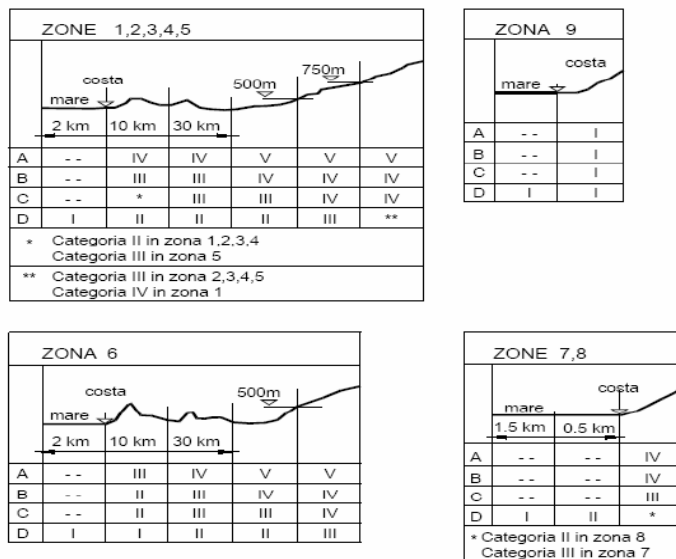 ZONE 1,2,3,4,5
costa
mare
500m
750m
2 km 10 km 30 km
A -- IV IV V V V
B -- III III IV IV IV
C -- * III III IV IV
D I II II II III **
* Categoria II in zona 1,2,3,4
Categoria III in zona 5
** Categoria III in zona 2,3,4,5
Categoria IV in zona 1
ZONA 9
costa
mare
A -- I
B -- I
C -- I
D I I
ZONA 6
costa
mare
500m
2 km 10 km 30 km
A -- III IV V V
B -- II III IV IV
C -- II III III IV
D I I II II III
ZONE 7,8
costa
mare
1.5 km 0.5 km
A -- -- IV
B -- -- IV
C -- -- III
D I II *
* Categoria II in zona 8
Categoria III in zona 7